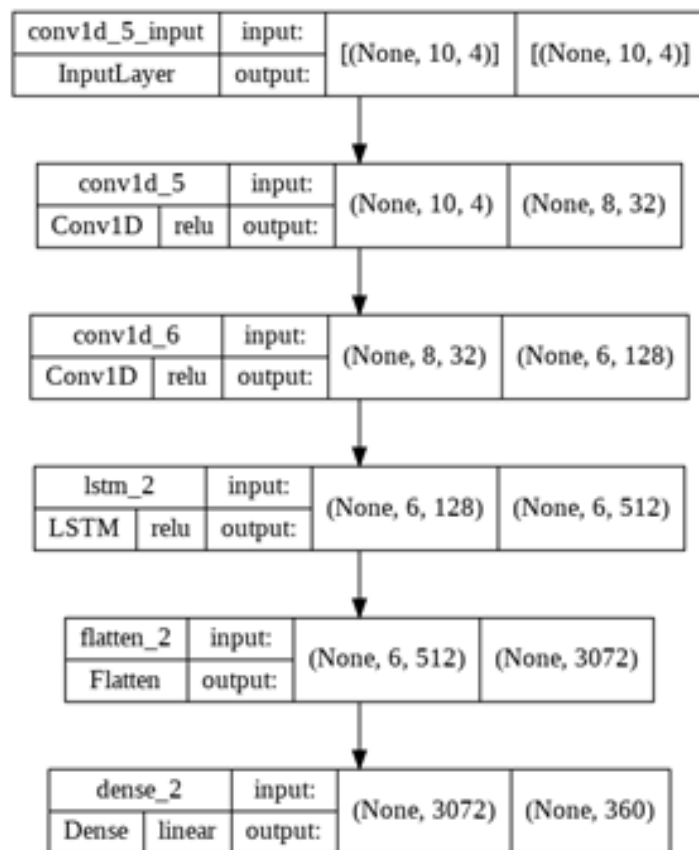 conv1d_5_input input: [(None, 10, 4)] [(None, 10, 4)]
InputLayer output:
conv1d_5 input: (None, 10, 4) (None, 8, 32)
Conv1D relu output:
conv1d_6 input: (None, 8, 32) (None, 6, 128)
Conv1D relu output:
lstm_2 input: (None, 6, 128) (None, 6, 512)
LSTM relu output:
flatten_2 input: (None, 6, 512) (None, 3072)
Flatten output:
dense_2 input: (None, 3072) (None, 360)
Dense linear output: